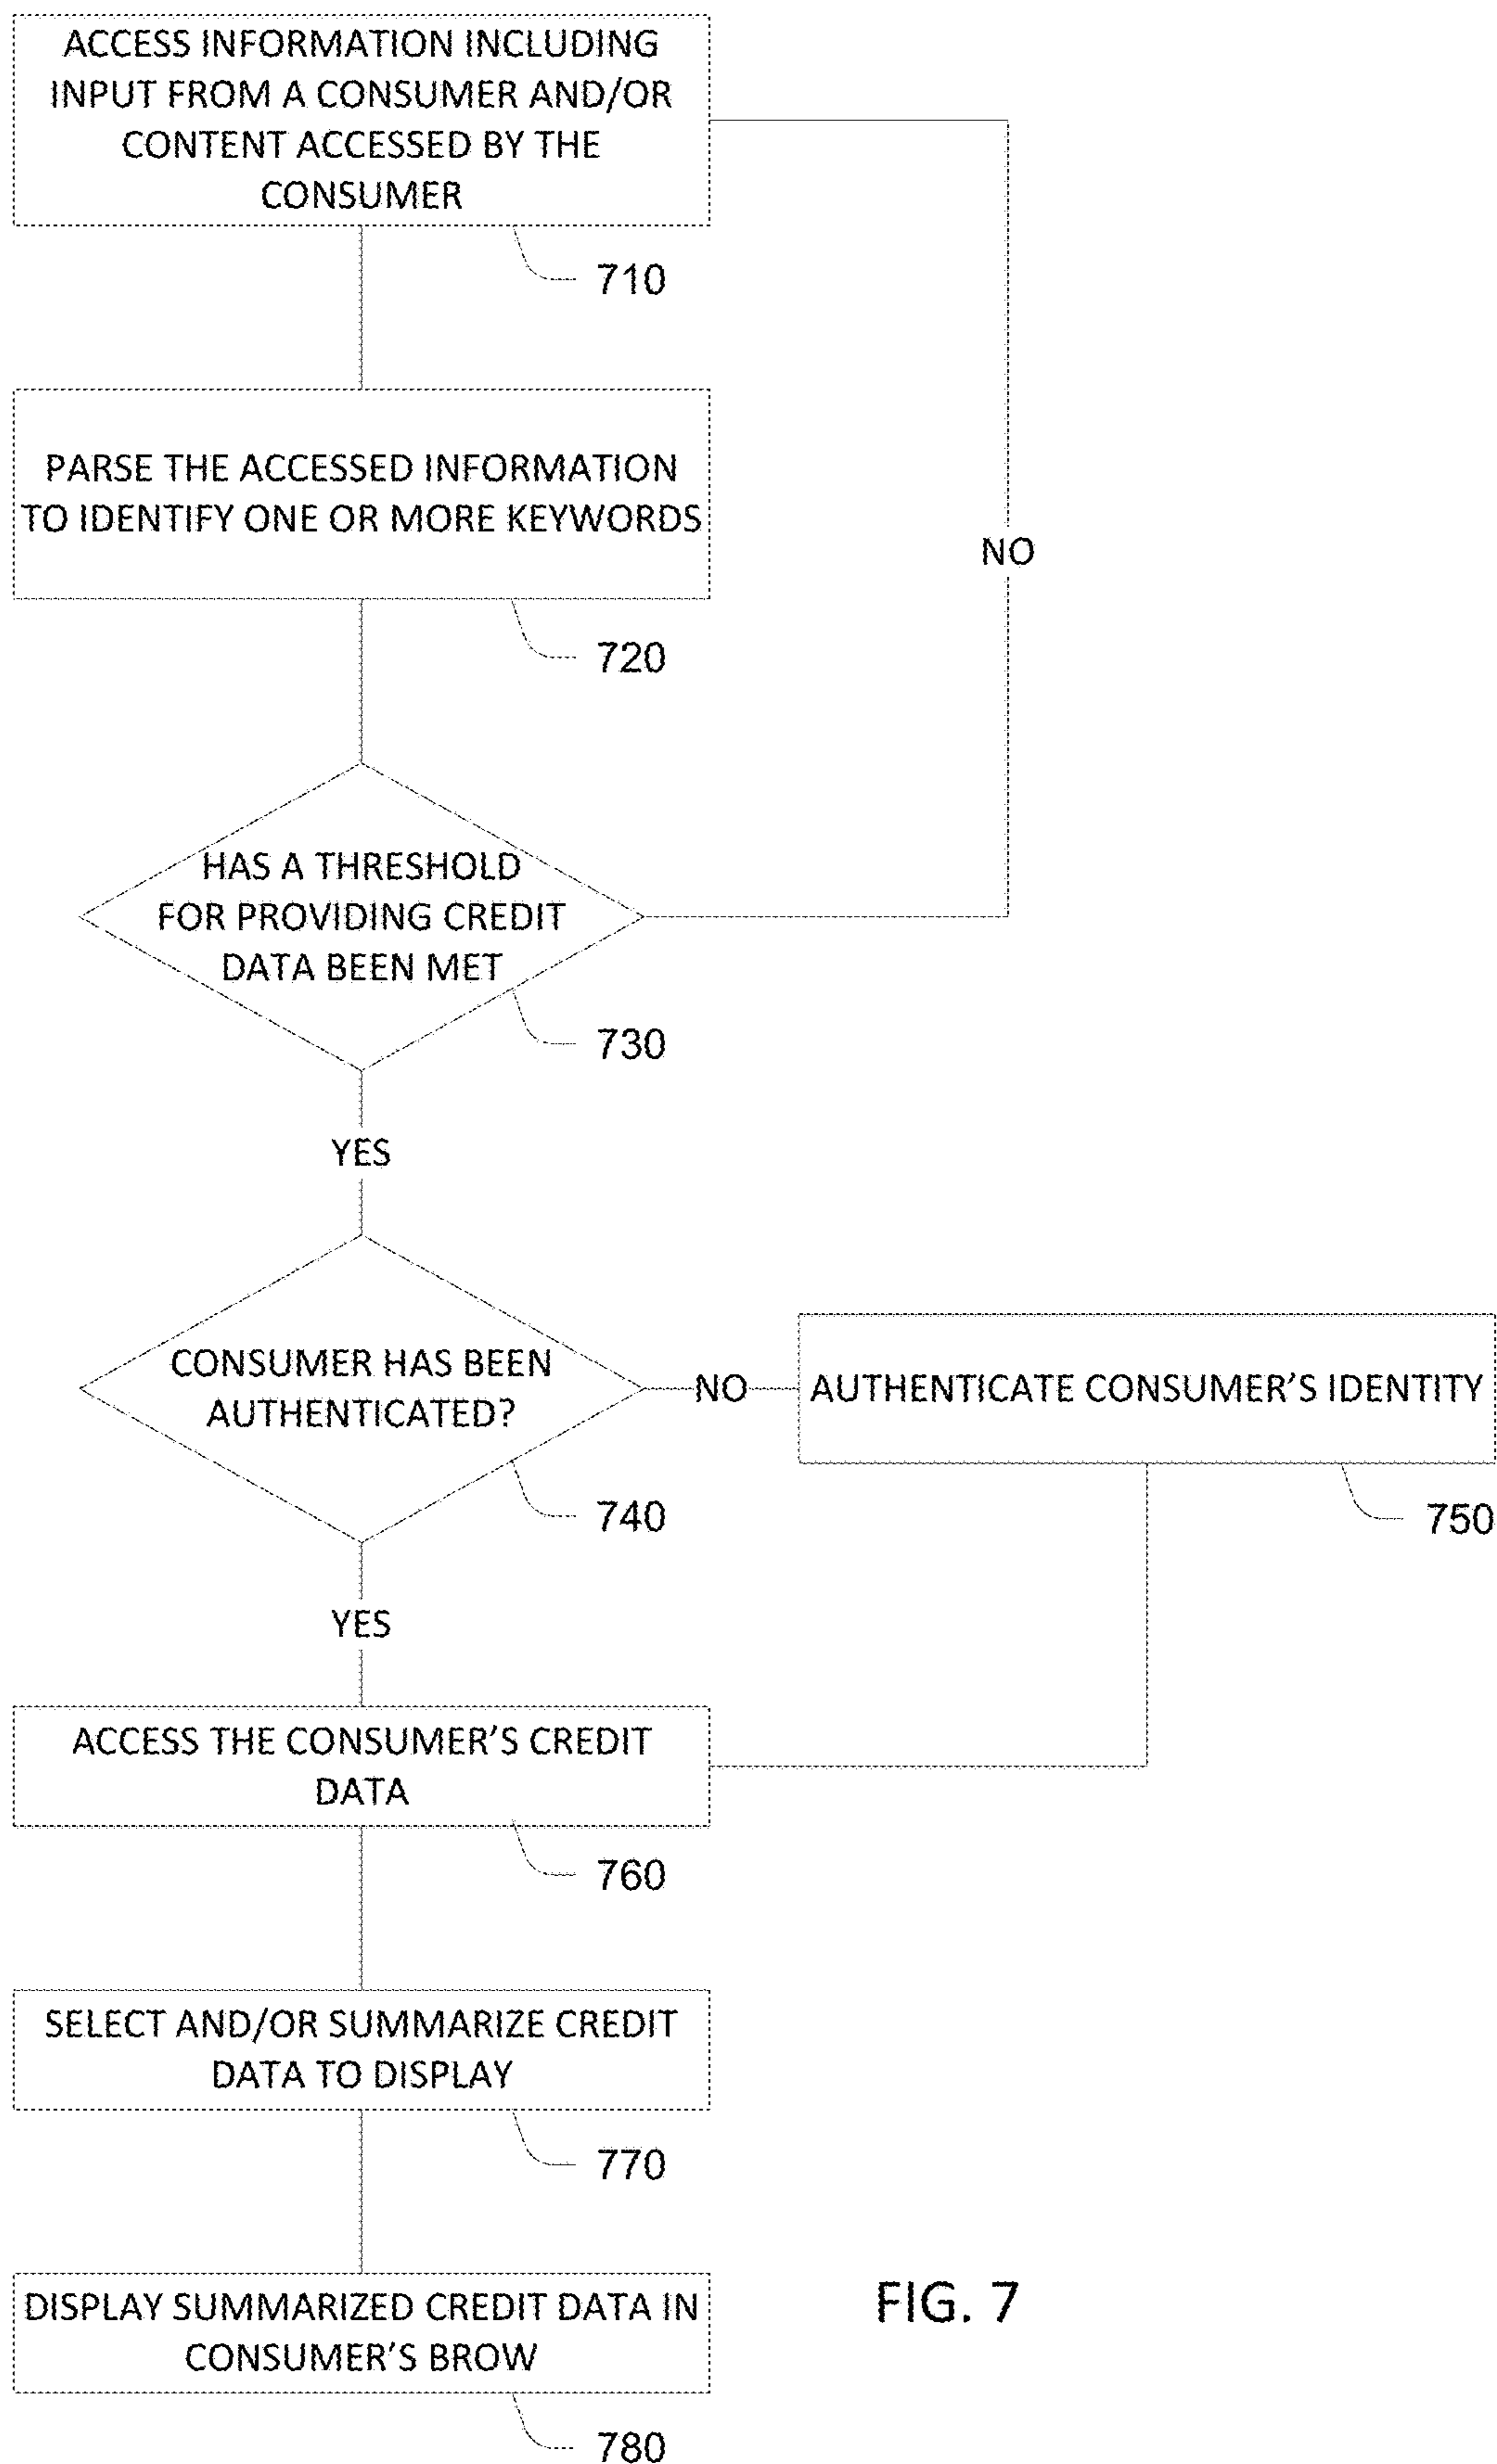 ACCESS INFORMATION INCLUDING
INPUT FROM A CONSUMER AND/OR
CONTENT ACCESSED BY THE
CONSUMER
710
PARSE THE ACCESSED INFORMATION
TO IDENTIFY ONE OR MORE KEYWORDS
NO
720
HAS A THRESHOLD
FOR PROVIDING CREDIT
DATA BEEN MET
730
YES
CONSUMER HAS BEEN
AUTHENTICATED?
NO
AUTHENTICATE CONSUMER'S IDENTITY
740
750
YES
ACCESS THE CONSUMER'S CREDIT
DATA
760
SELECT AND/OR SUMMARIZE CREDIT
DATA TO DISPLAY
770
DISPLAY SUMMARIZED CREDIT DATA IN
CONSUMER'S BROW
FIG. 7
780